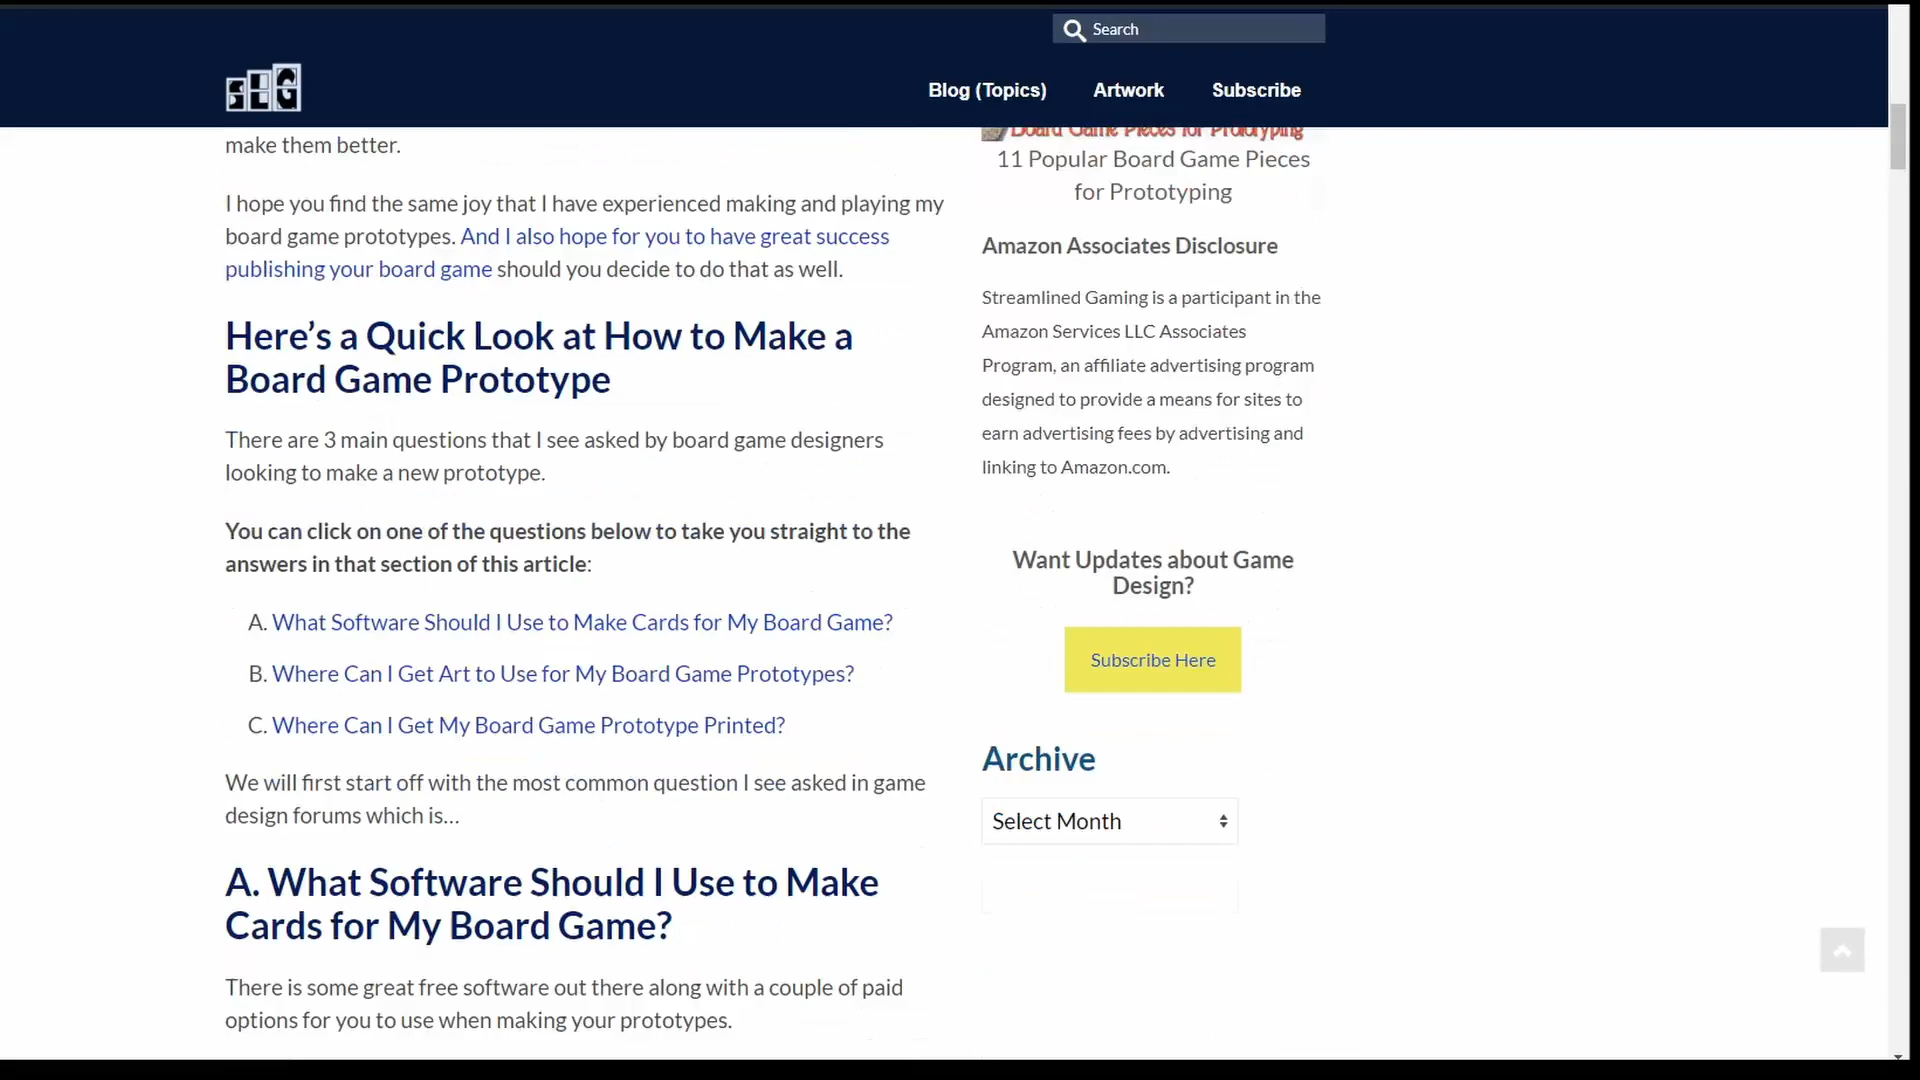 Search
SLG
Blog (Topics)
Artwork
Subscribe
make them better.
I hope you find the same joy that I have experienced making and playing my
board game prototypes. And I also hope for you to have great success
publishing your board game should you decide to do that as well.
Here’s a Quick Look at How to Make a
Board Game Prototype
There are 3 main questions that I see asked by board game designers
looking to make a new prototype.
You can click on one of the questions below to take you straight to the
answers in that section of this article:
A. What Software Should I Use to Make Cards for My Board Game?
B. Where Can I Get Art to Use for My Board Game Prototypes?
C. Where Can I Get My Board Game Prototype Printed?
We will first start off with the most common question I see asked in game
design forums which is…
A. What Software Should I Use to Make
Cards for My Board Game?
There is some great free software out there along with a couple of paid
options for you to use when making your prototypes.
Board Game Pieces for Prototyping
11 Popular Board Game Pieces
for Prototyping
Amazon Associates Disclosure
Streamlined Gaming is a participant in the
Amazon Services LLC Associates
Program, an affiliate advertising program
designed to provide a means for sites to
earn advertising fees by advertising and
linking to Amazon.com.
Want Updates about Game
Design?
Subscribe Here
Archive
Select Month